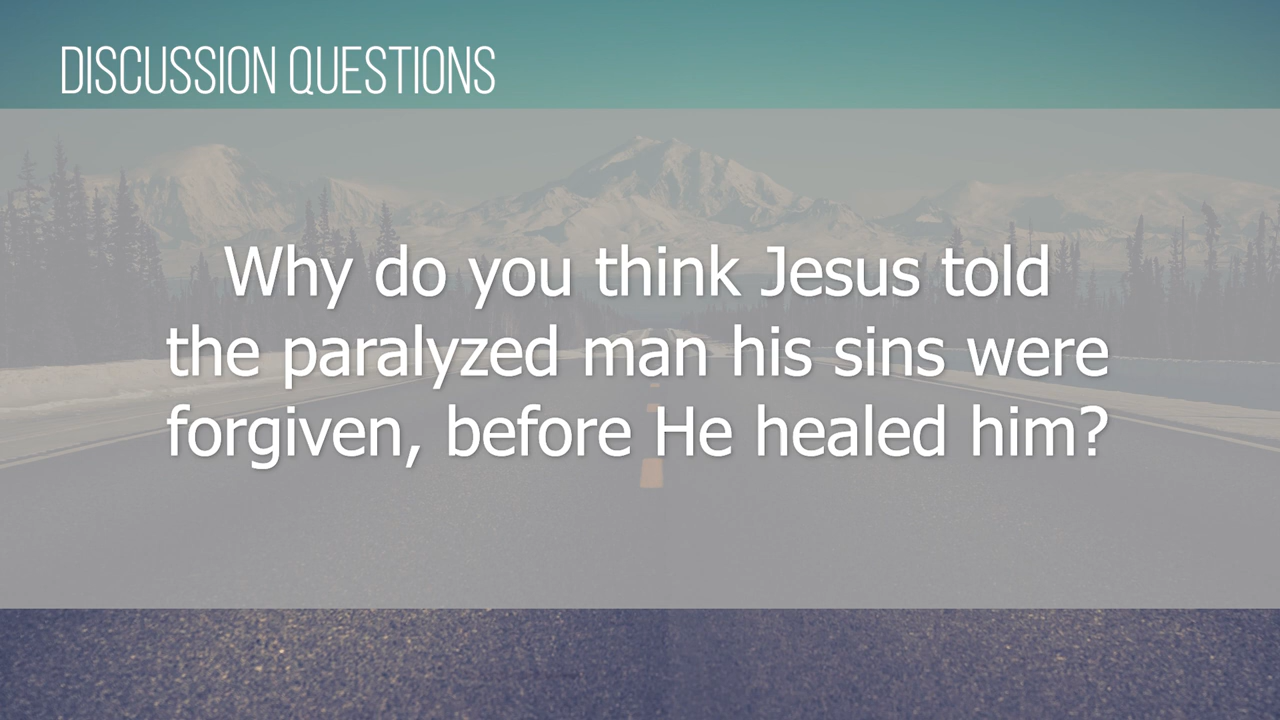 DISCUSSION QUESTIONS
Why do you think Jesus told
the paralyzed man his sins were
forgiven, before He healed him?